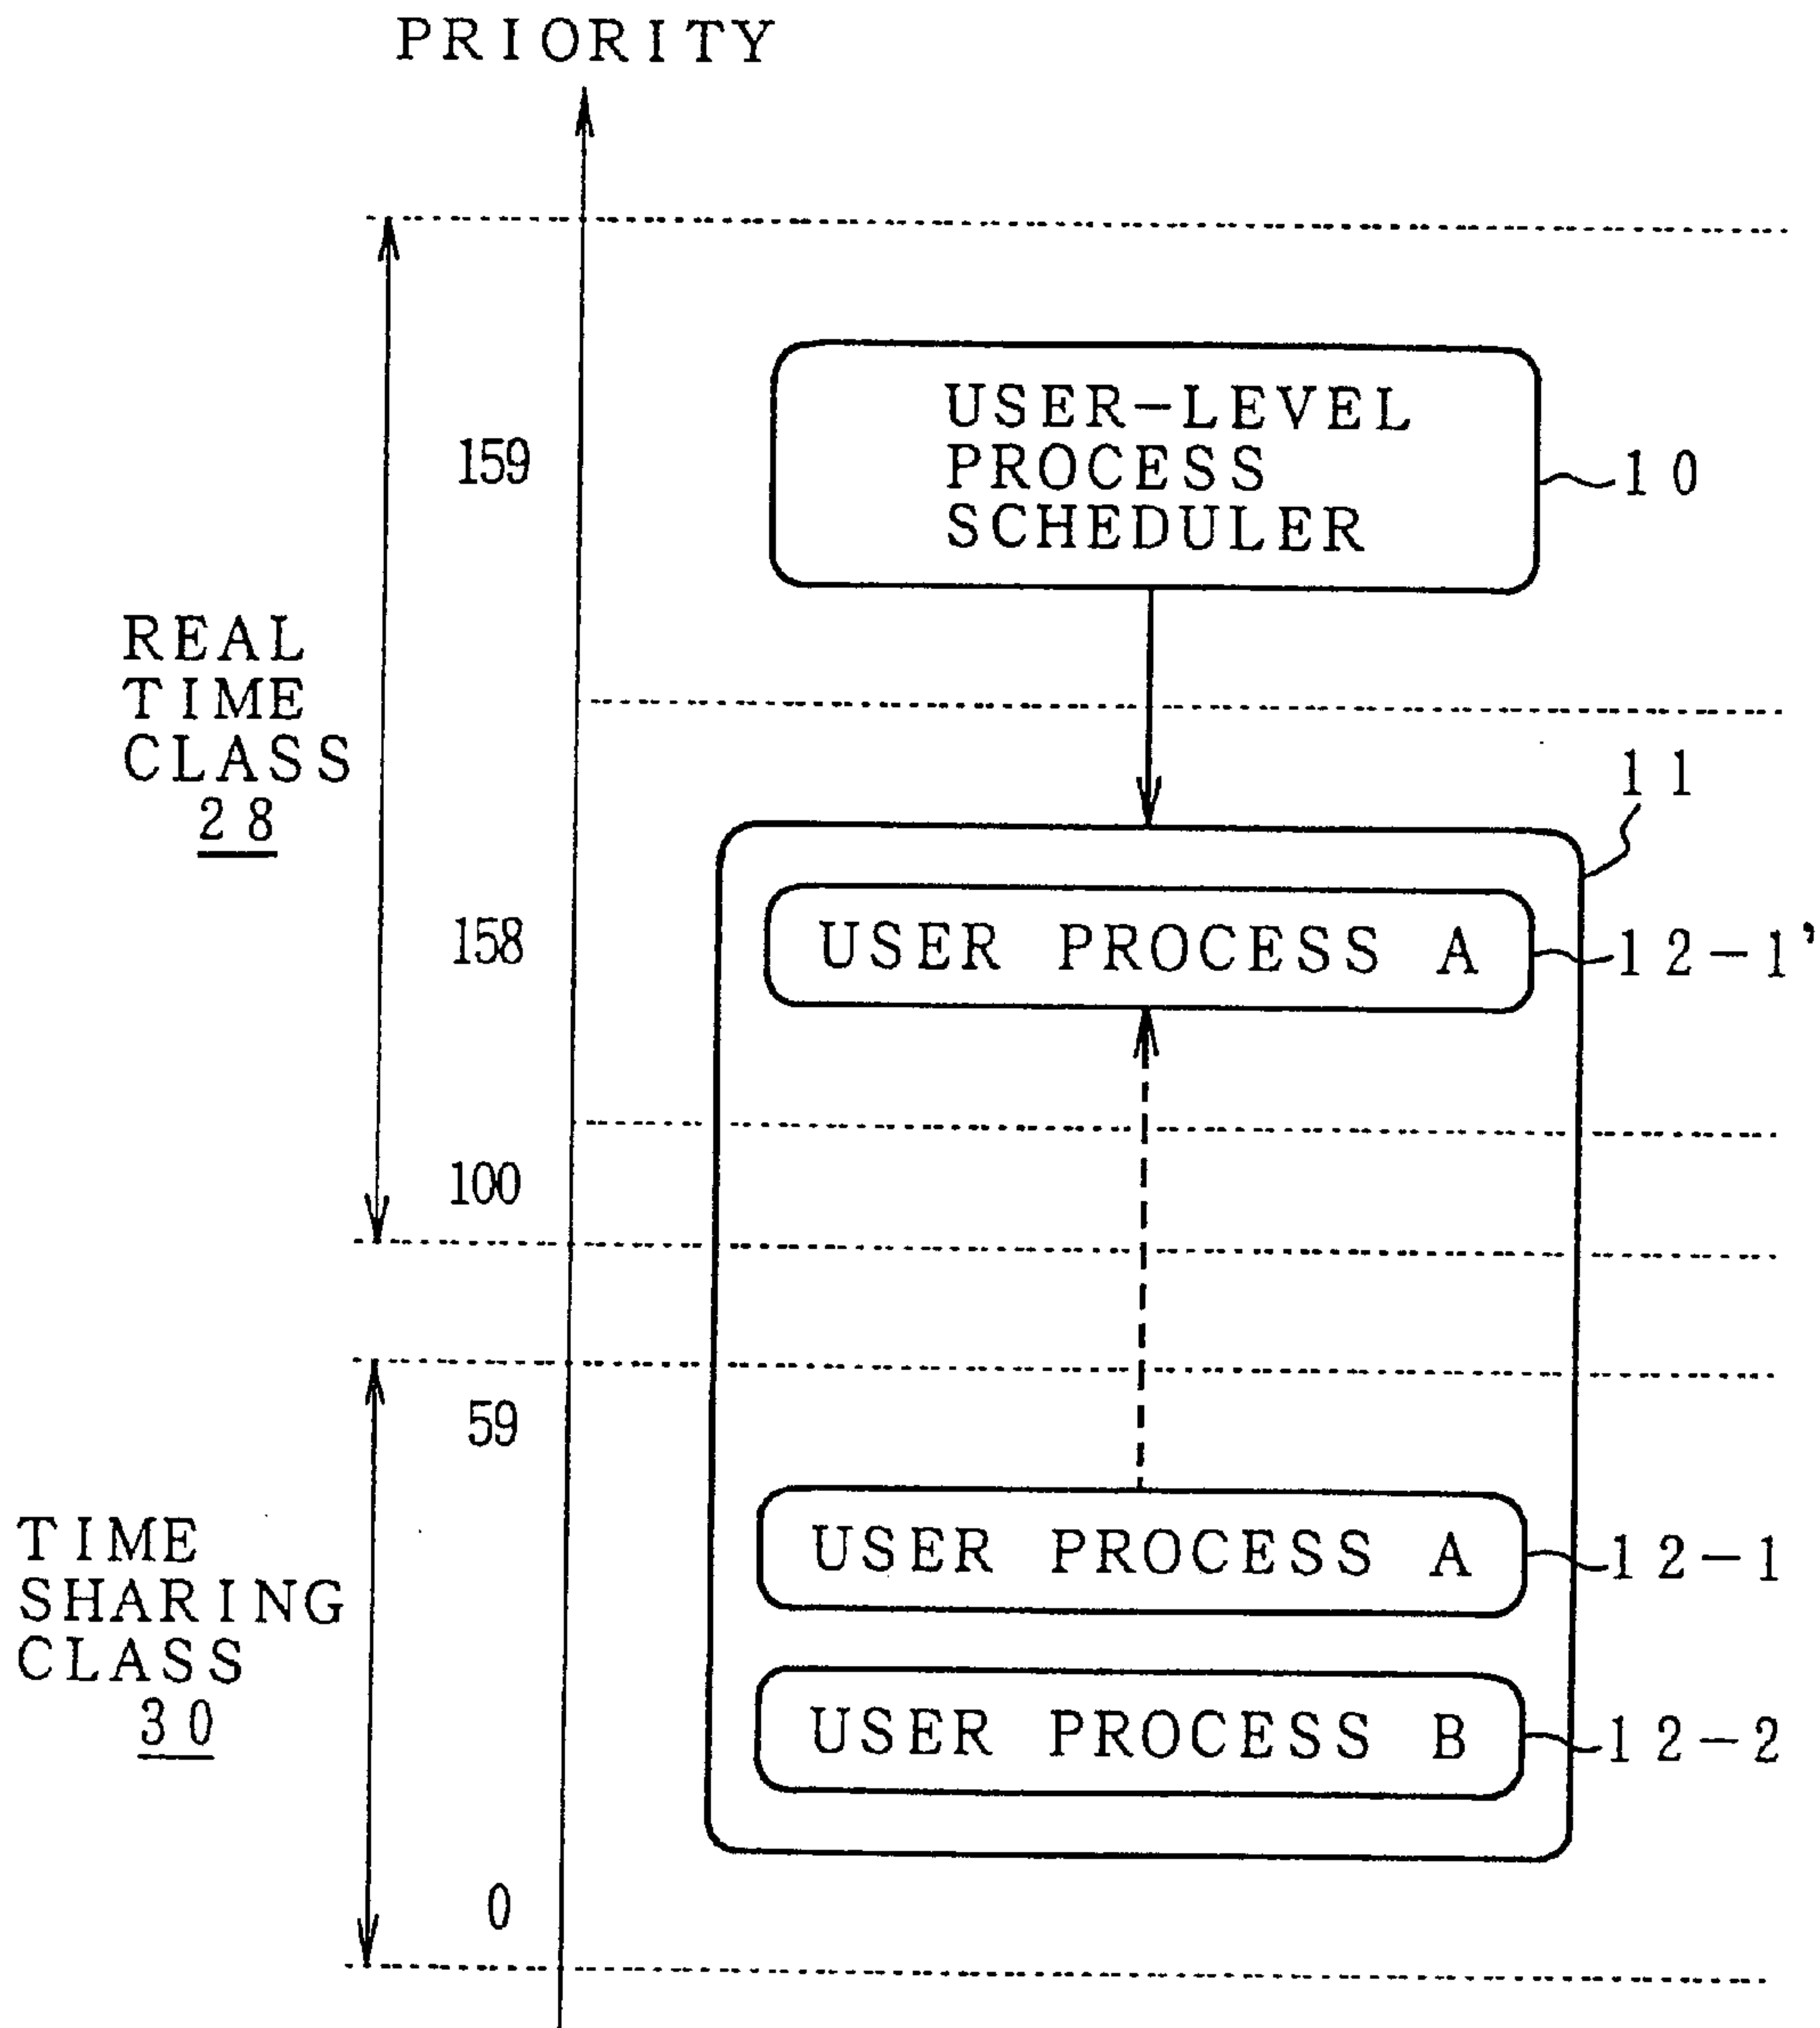 PRIORITY
159
USER-LEVEL
PROCESS
SCHEDULER
10
REAL
TIME
CLASS
28
11
158
USER PROCESS A
12-1'
100
59
USER PROCESS A
12-1
TIME
SHARING
CLASS
30
USER PROCESS B
12-2
0